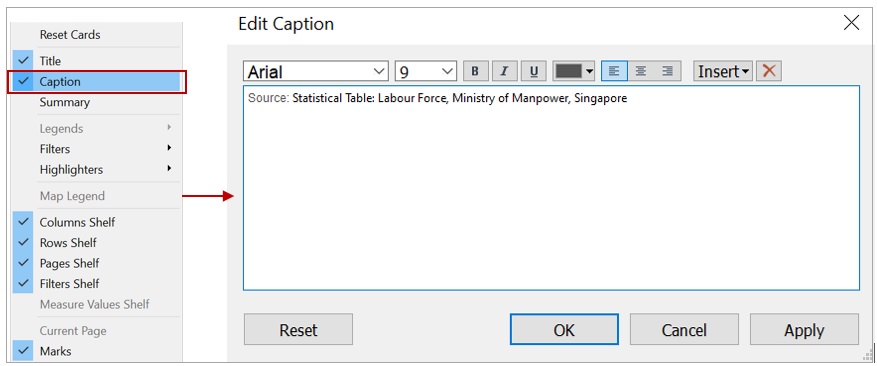 Reset Cards
Title
Caption
Summary
Legends
Filters
Highlighters
Map Legend
Columns Shelf
Rows Shelf
Pages Shelf
Filters Shelf
Measure Values Shelf
Current Page
Marks
Edit Caption
Arial 9 B I U Insert
Source: Statistical Table: Labour Force, Ministry of Manpower, Singapore
Reset OK Cancel Apply